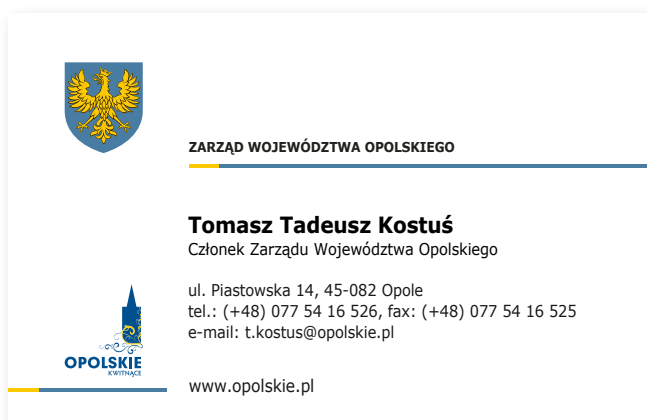 ZARZĄD WOJEWÓDZTWA OPOLSKIEGO
Tomasz Tadeusz Kostuś
Członek Zarządu Województwa Opolskiego
ul. Piastowska 14, 45-082 Opole
tel.: (+48) 077 54 16 526, fax: (+48) 077 54 16 525
e-mail: t.kostus@opolskie.pl
OPOLSKIE
KWITNĄCE
www.opolskie.pl